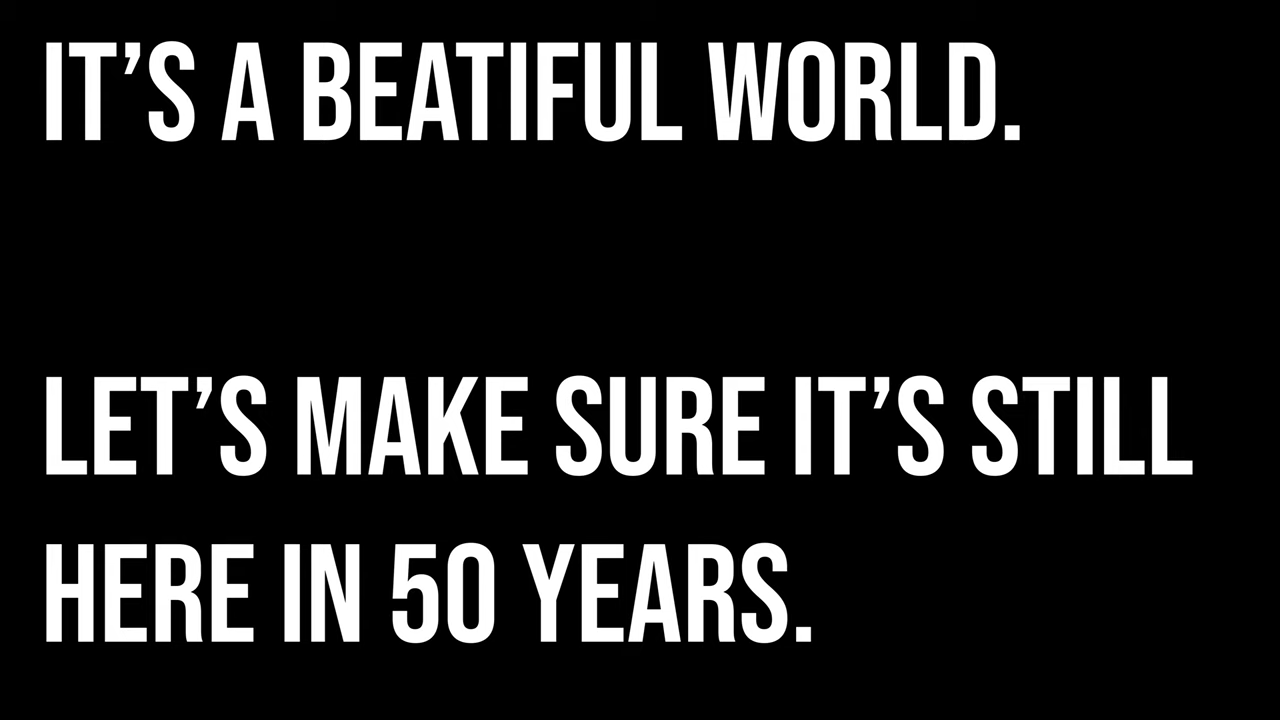 IT’S A BEATIFUL WORLD.
LET’S MAKE SURE IT’S STILL
HERE IN 50 YEARS.